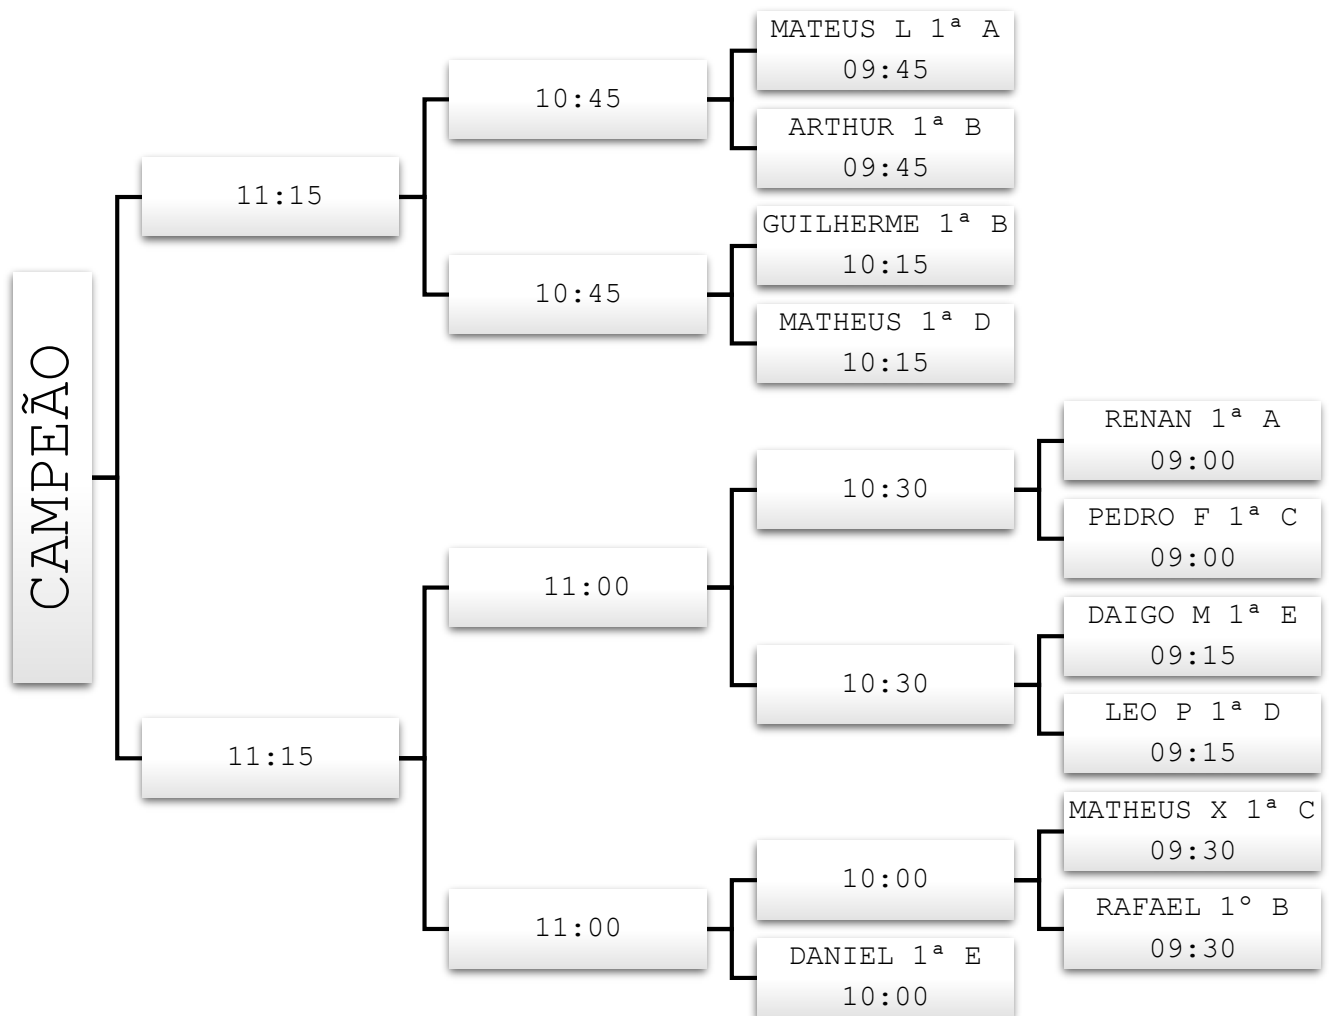 MATEUS L 1ª A
09:45
10:45
ARTHUR 1ª B
09:45
11:15
GUILHERME 1ª B
10:15
10:45
MATHEUS 1ª D
10:15
CAMPEÃO
RENAN 1ª A
09:00
10:30
PEDRO F 1ª C
09:00
11:00
DAIGO M 1ª E
09:15
10:30
LEO P 1ª D
09:15
11:15
MATHEUS X 1ª C
09:30
10:00
RAFAEL 1º B
09:30
11:00
DANIEL 1ª E
10:00